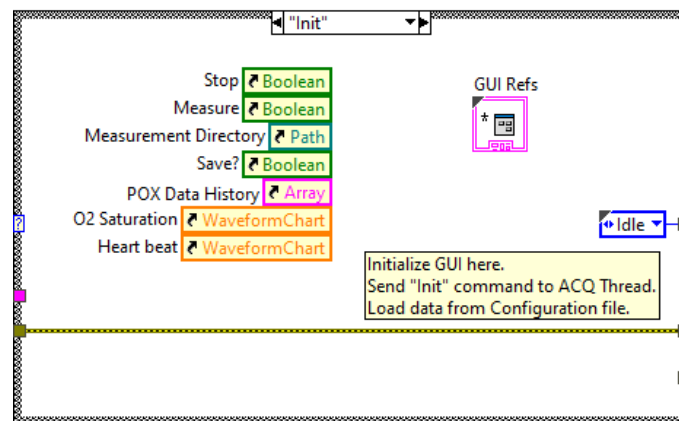 "Init"
Stop Boolean
Measure Boolean
Measurement Directory Path
Save? Boolean
POX Data History Array
O2 Saturation WaveformChart
Heart beat WaveformChart
GUI Refs
*
?
Idle
Initialize GUI here.
Send "Init" command to ACQ Thread.
Load data from Configuration file.